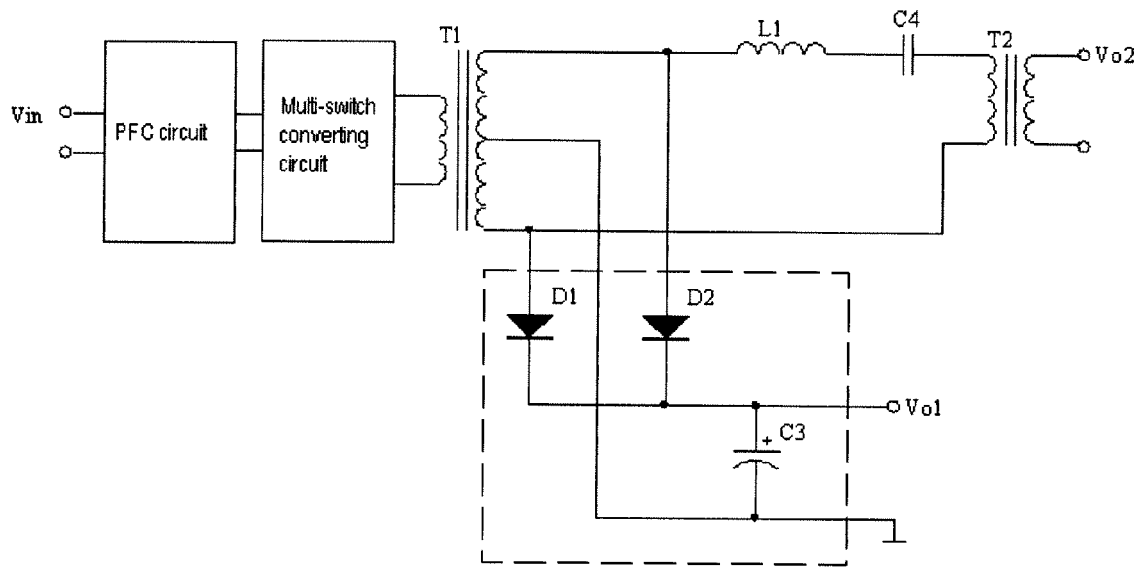 C4
T1
L1
T2
Vo2
Vin
PFC circuit
Multi-switch
converting
circuit
D1
D2
Vo1
+
C3